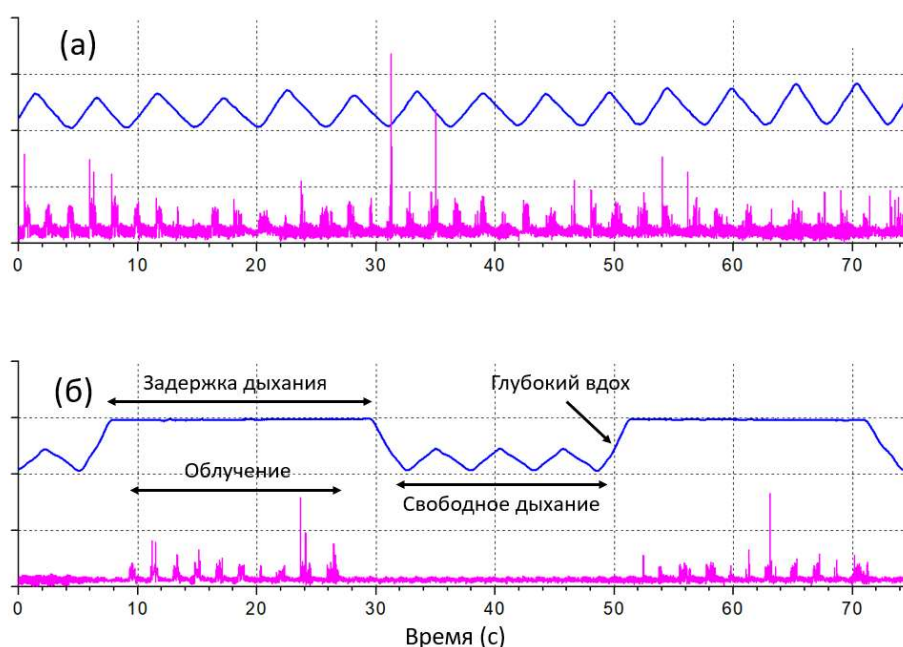 (а)
0 10 20 30 40 50 60 70
(б)
Задержка дыхания
Глубокий вдох
Облучение
Свободное дыхание
0 10 20 30 40 50 60 70
Время (с)